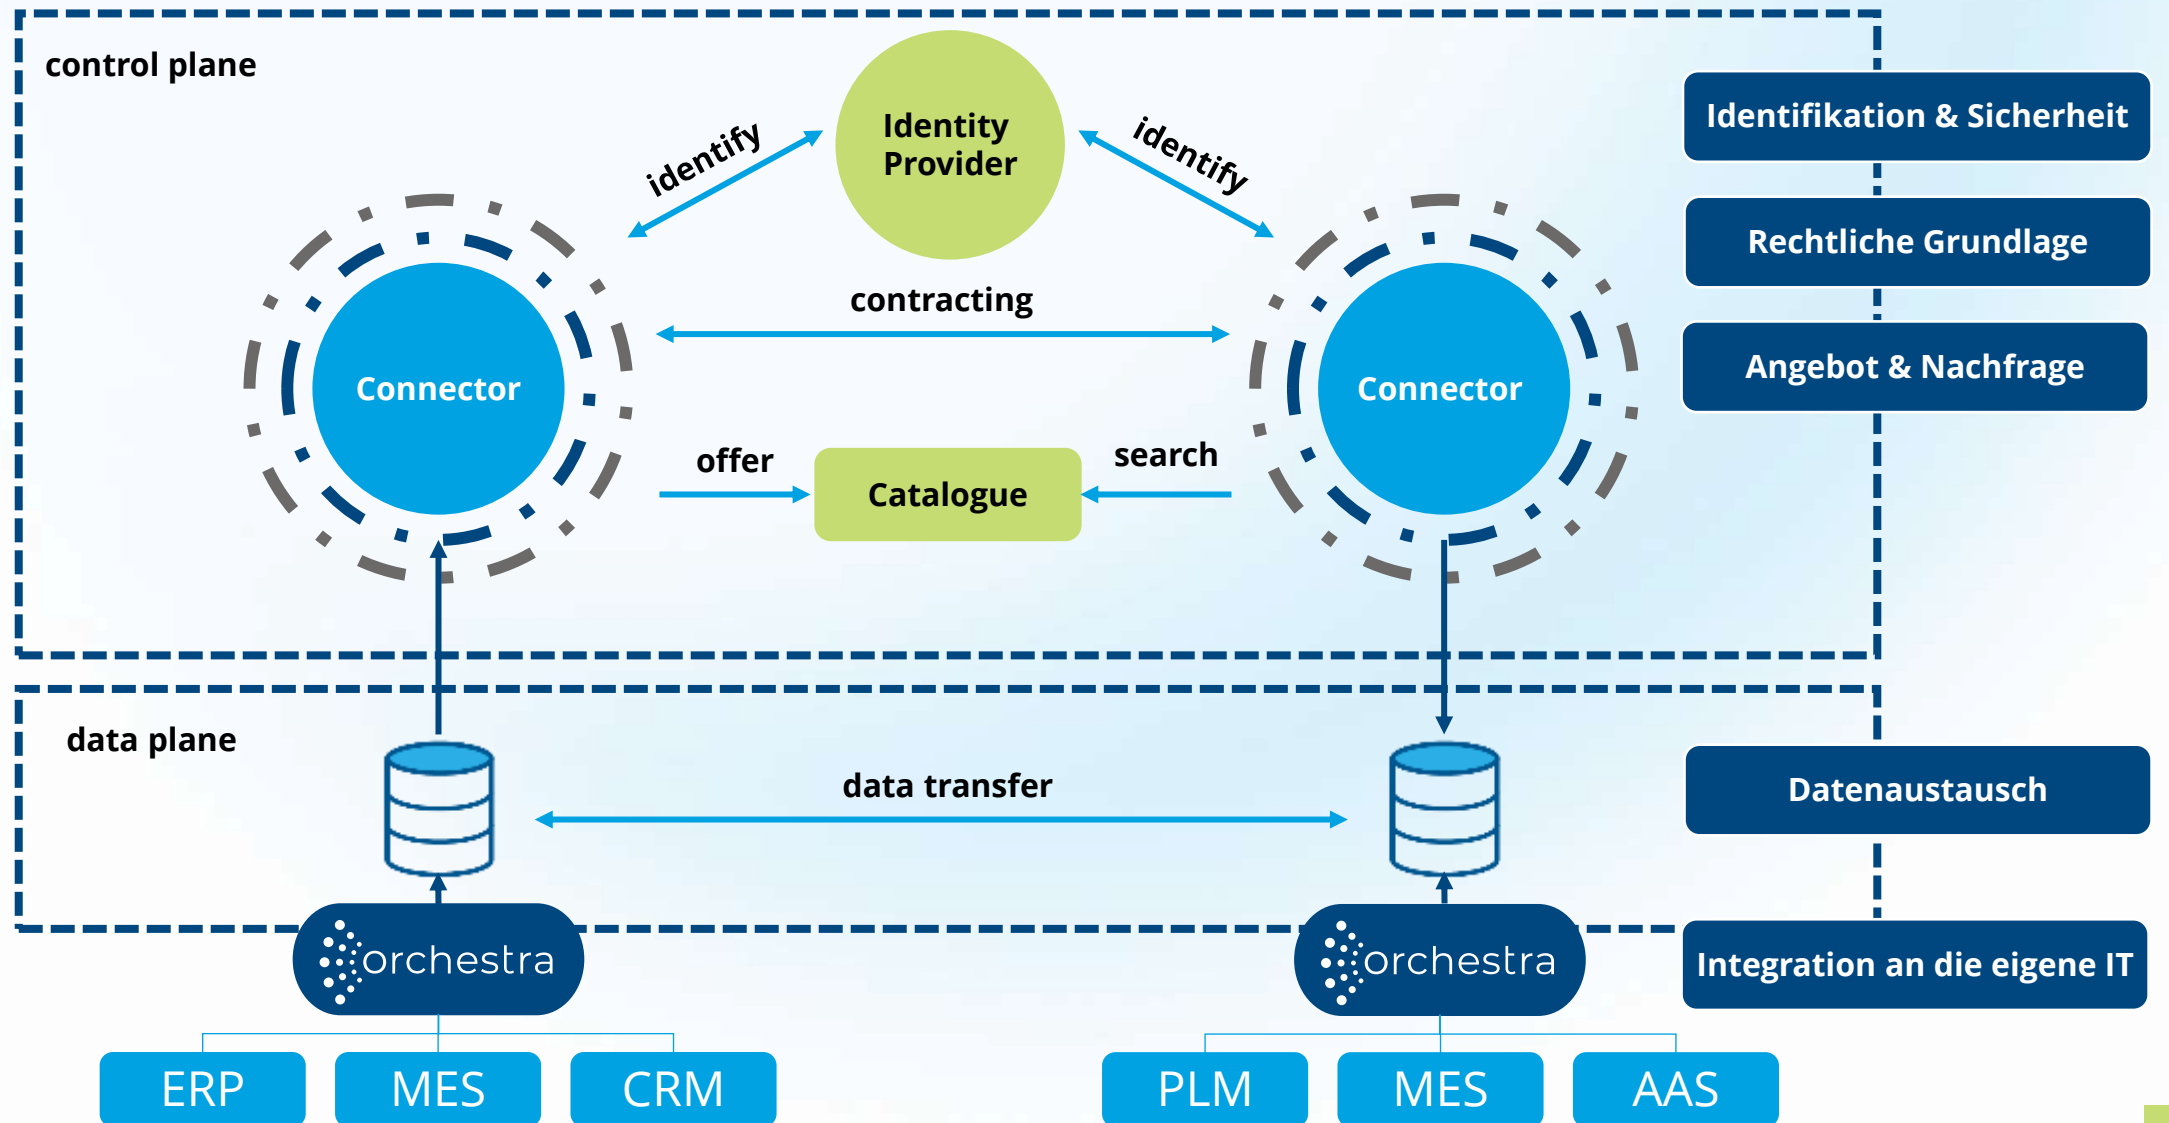 control plane
Identity
Provider
identify
identify
Identifikation & Sicherheit
Rechtliche Grundlage
contracting
Connector
Connector
Angebot & Nachfrage
offer
Catalogue
search
data plane
data transfer
Datenaustausch
orchestra
orchestra
Integration an die eigene IT
ERP
MES
CRM
PLM
MES
AAS